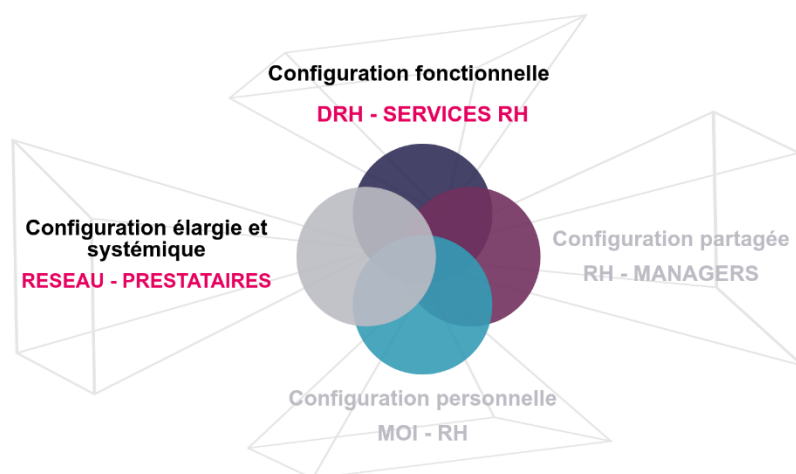 Configuration fonctionnelle
DRH - SERVICES RH
Configuration élargie et
systémique
RESEAU - PRESTATAIRES
Configuration partagée
RH - MANAGERS
Configuration personnelle
MOI - RH